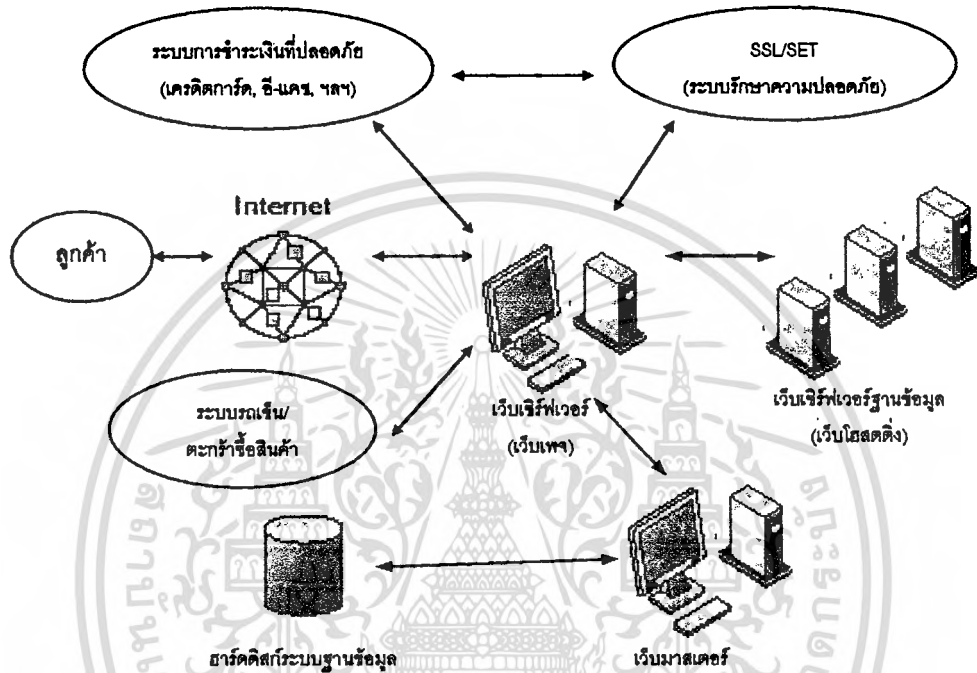 ระบบการชำระเงินที่ปลอดภัย
(เครดิตการ์ด, อี-แคช, ฯลฯ)
SSL/SET
(ระบบรักษาความปลอดภัย)
Internet
ลูกค้า
ระบบรถเข็น/
ตะกร้าซื้อสินค้า
เว็บเซิร์ฟเวอร์
(เว็บเพจ)
เว็บเซิร์ฟเวอร์ฐานข้อมูล
(เว็บโฮสติ้ง)
ฮาร์ดดิสก์ระบบฐานข้อมูล
เว็บมาสเตอร์